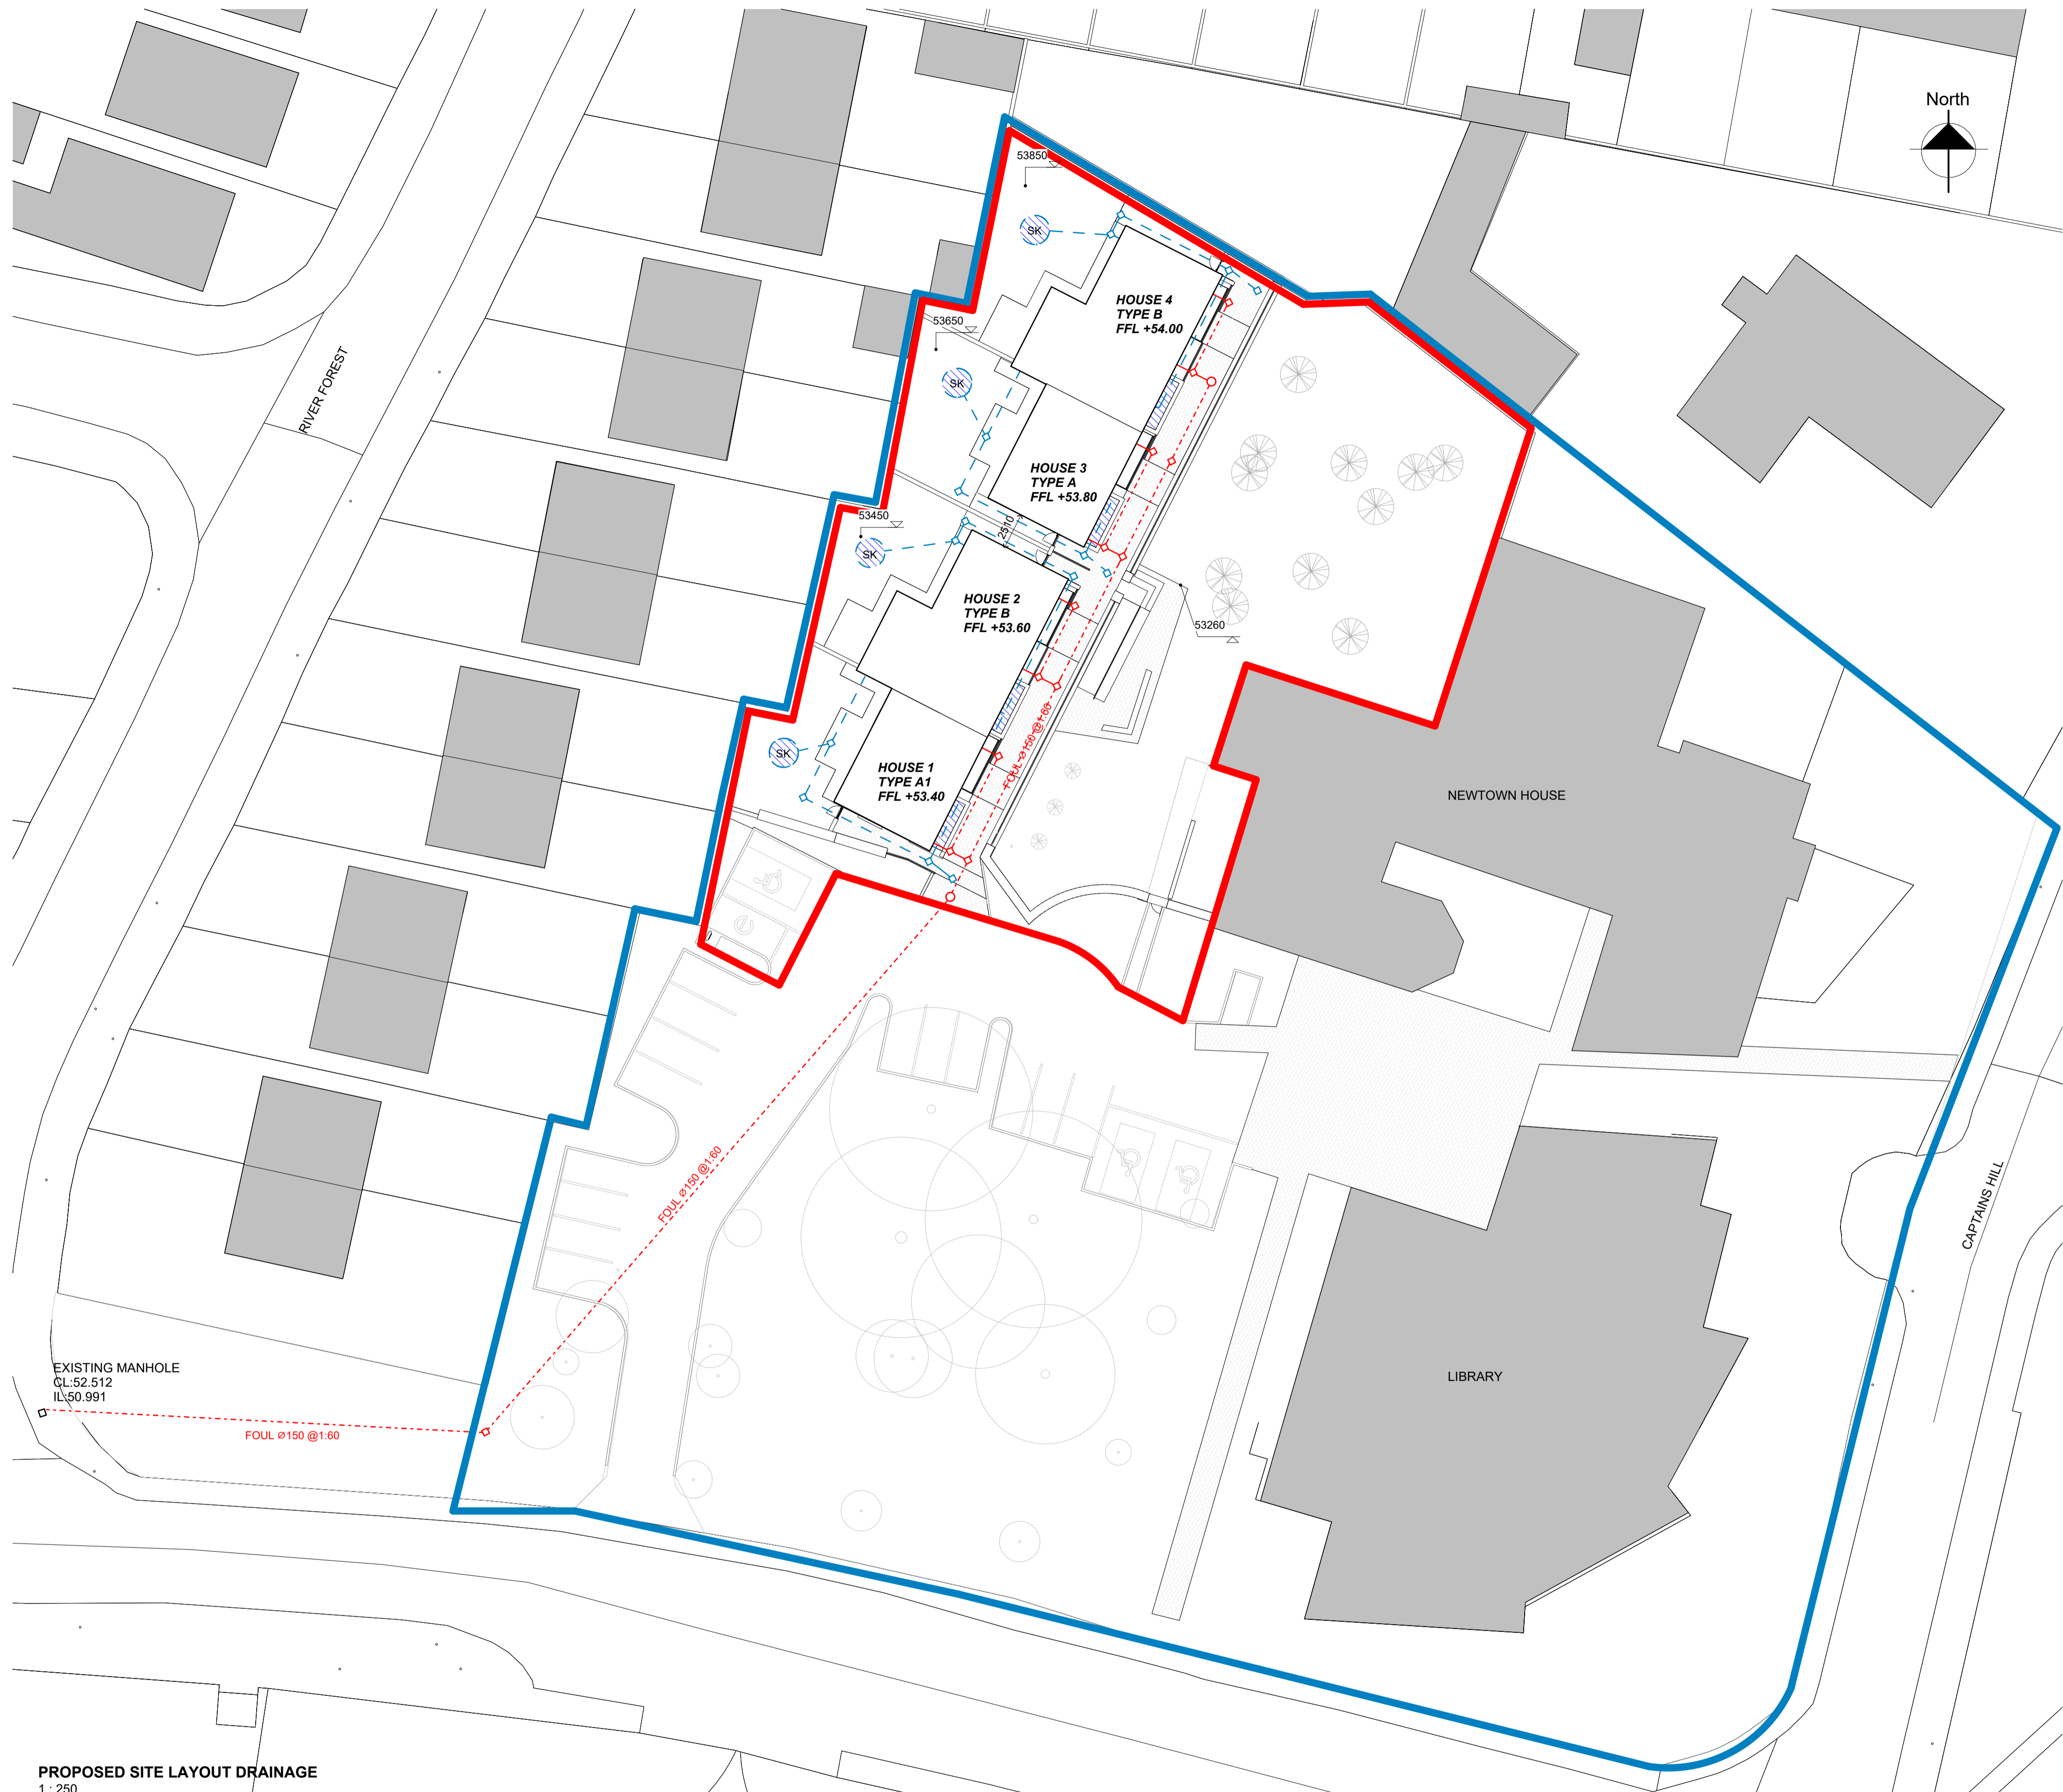 North
53850
SK
HOUSE 4
TYPE B
FFL +54.00
53650
RIVER FOREST
SK
HOUSE 3
TYPE A
FFL +53.80
53450
2510
SK
HOUSE 2
TYPE B
FFL +53.60
53260
FOUL Ø150 @1:60
SK
HOUSE 1
TYPE A1
FFL +53.40
NEWTOWN HOUSE
e
FOUL Ø150 @1:60
CAPTAINS HILL
EXISTING MANHOLE
CL:52.512
IL:50.991
LIBRARY
FOUL Ø150 @1:60
PROPOSED SITE LAYOUT DRAINAGE
1 : 250